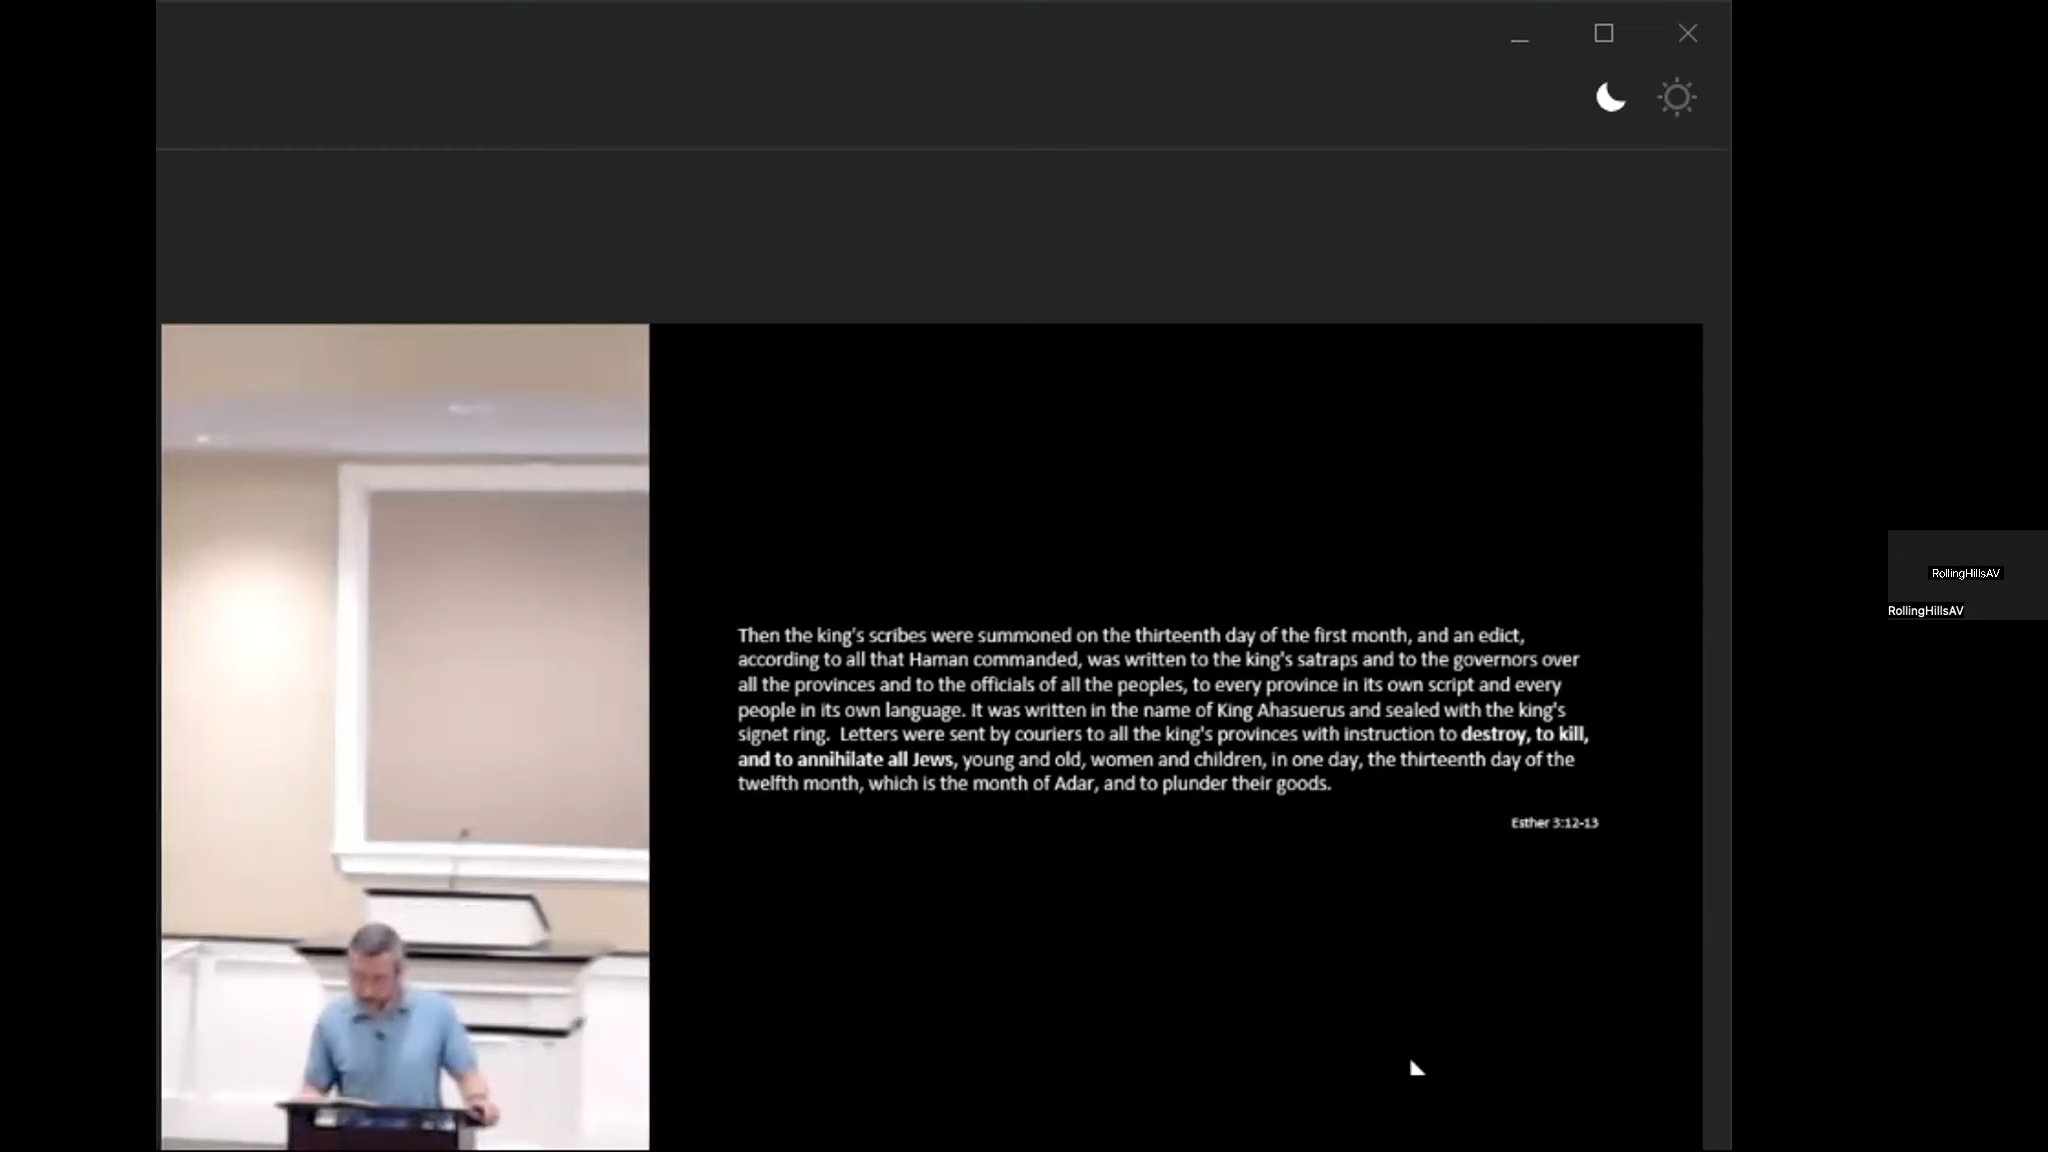 Then the king's scribes were summoned on the thirteenth day of the first month, and an edict,
according to all that Haman commanded, was written to the king's satraps and to the governors over
all the provinces and to the officials of all the peoples, to every province in its own script and every
people in its own language. It was written in the name of King Ahasuerus and sealed with the king's
signet ring.  Letters were sent by couriers to all the king's provinces with instruction to destroy, to kill,
and to annihilate all Jews, young and old, women and children, in one day, the thirteenth day of the
twelfth month, which is the month of Adar, and to plunder their goods.
Esther 3:12-13
RollingHillsAV
RollingHillsAV